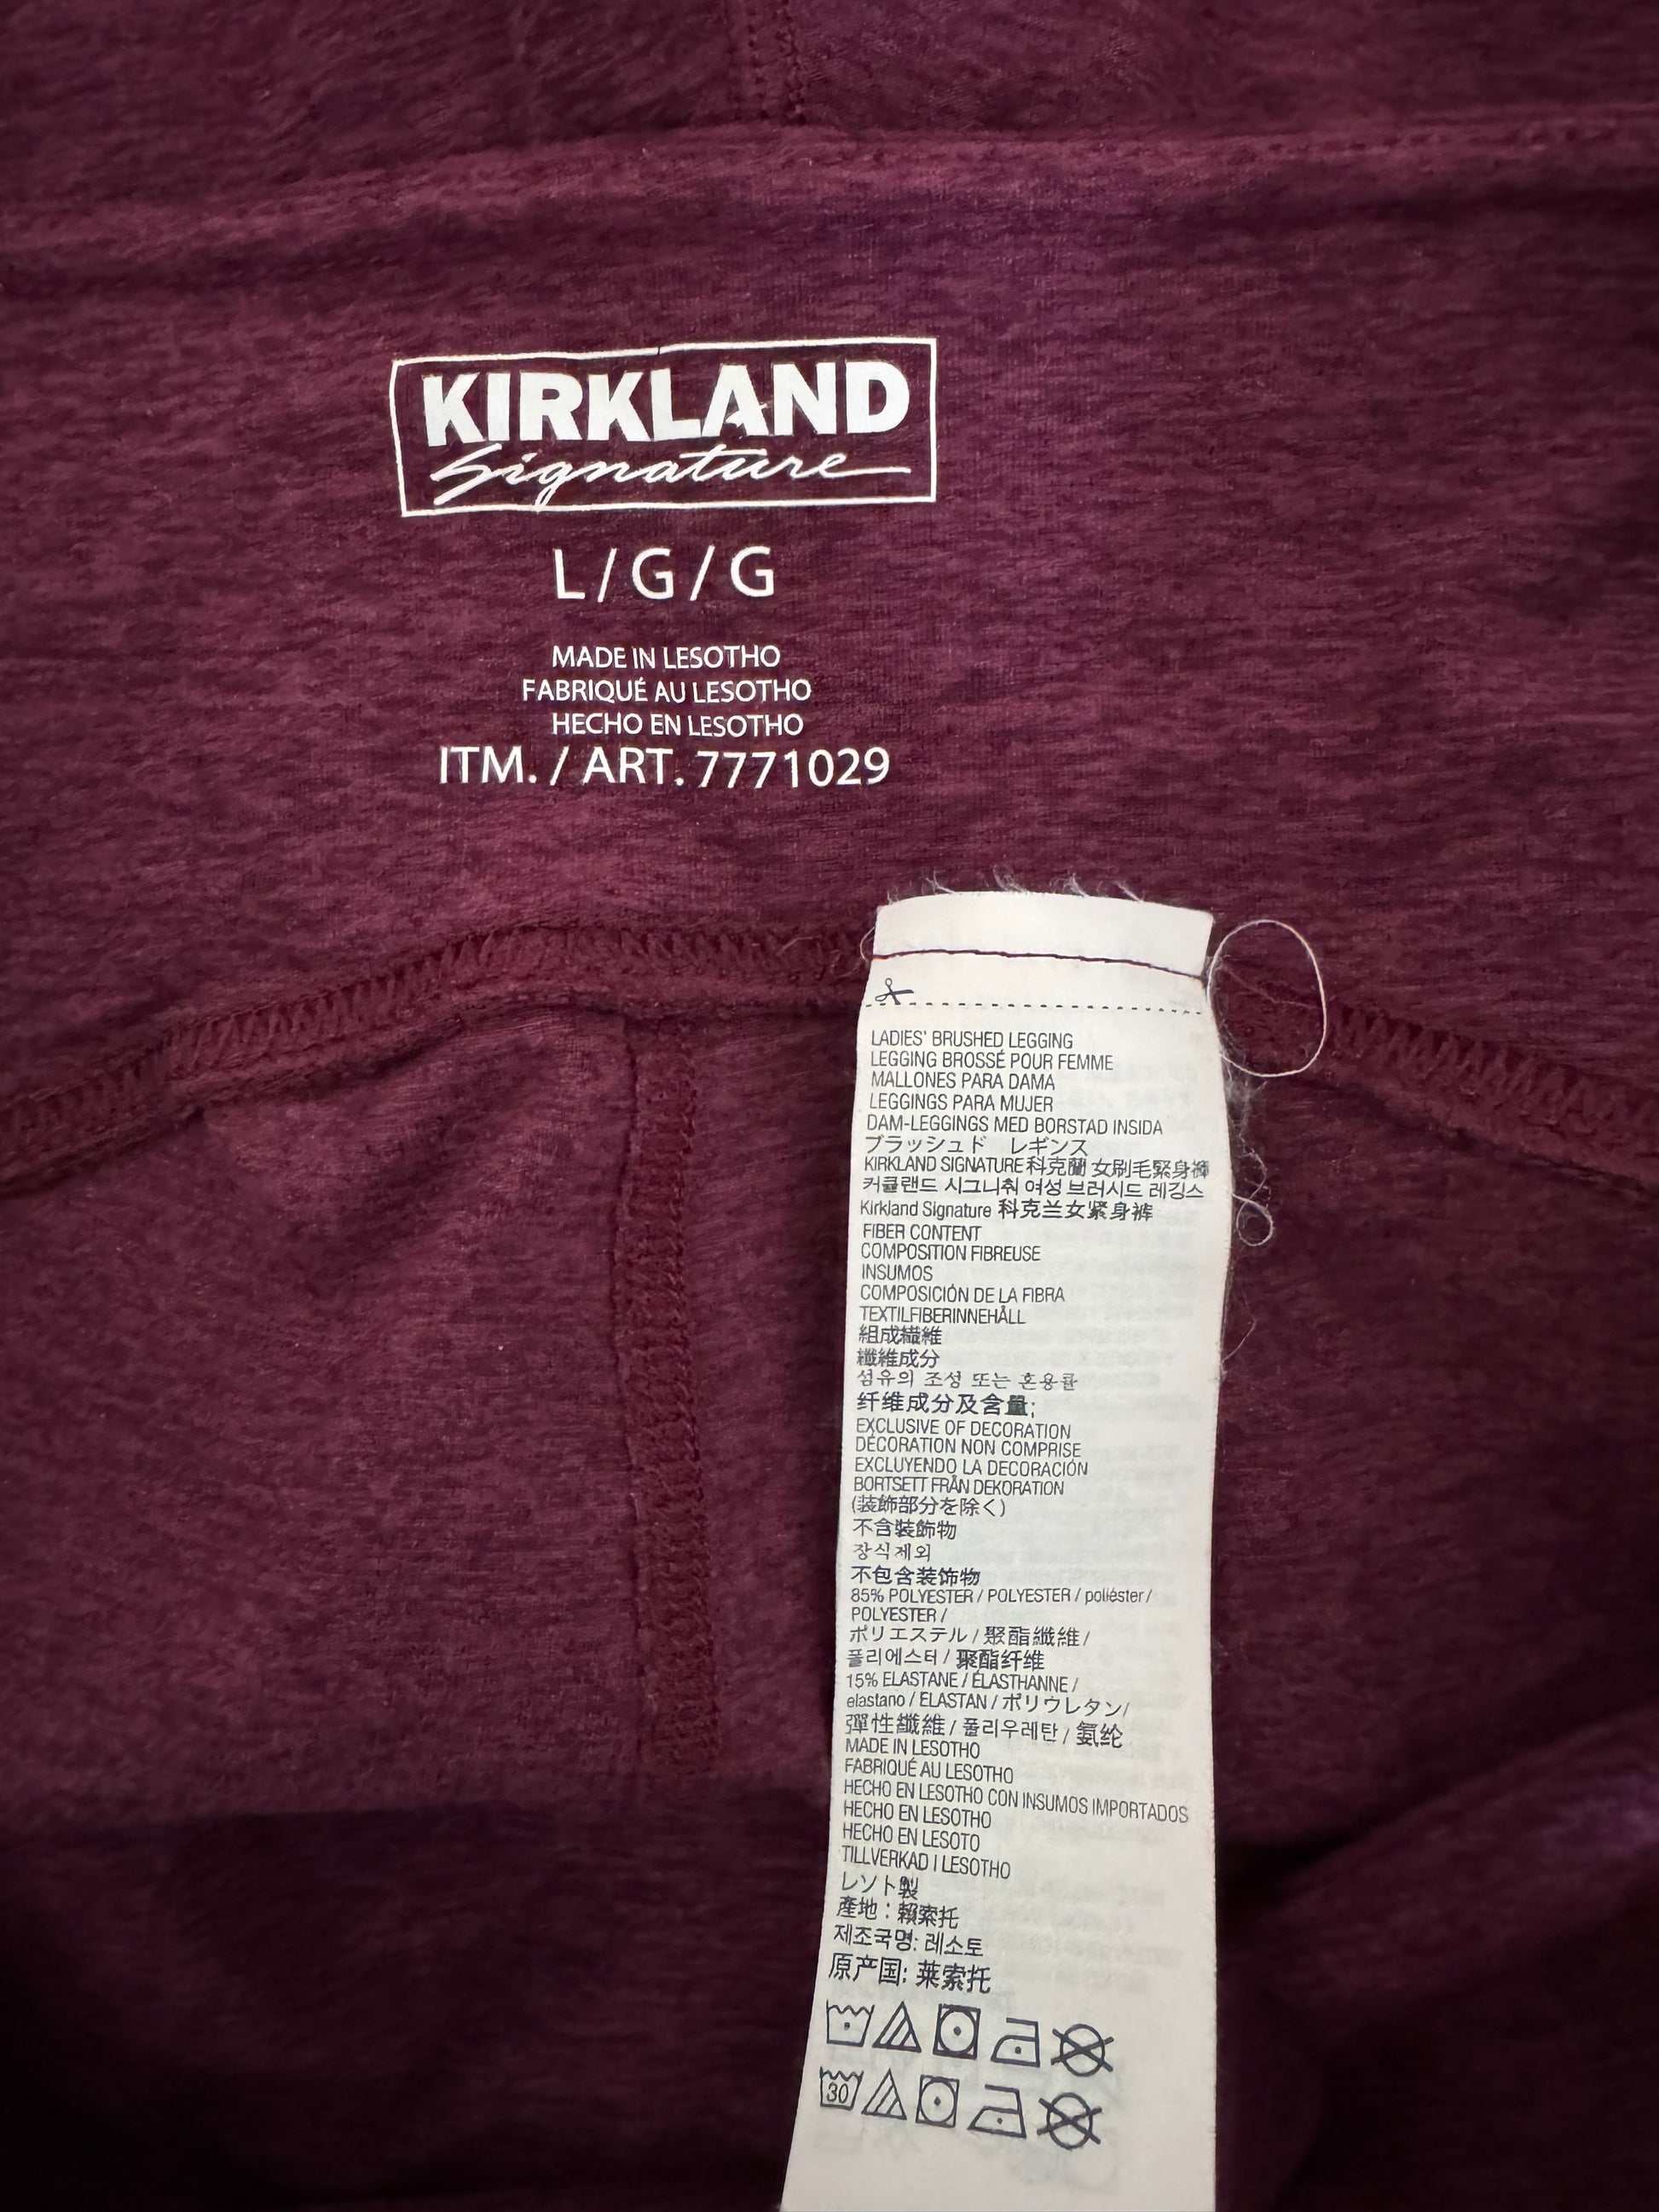 KIRKLAND
Signature
L/G/G
MADE IN LESOTHO
FABRIQUÉ AU LESOTHO
HECHO EN LESOTHO
ITM. / ART. 7771029
LADIES' BRUSHED LEGGING
LEGGING BROSSÉ POUR FEMME
MALLONES PARA DAMA
LEGGINGS PARA MUJER
DAM-LEGGINGS MED BORSTAD INSIDA
ブラッシュド　レギンス
KIRKLAND SIGNATURE 科克蘭 女刷毛緊身褲
커클랜드 시그니춰 여성 브러시드 레깅스
Kirkland Signature 科克兰女紧身裤
FIBER CONTENT
COMPOSITION FIBREUSE
INSUMOS
COMPOSICIÓN DE LA FIBRA
TEXTILFIBERINNEHÅLL
組成繊維
纖維成分
섬유의 조성 또는 혼용률
纤维成分及含量;
EXCLUSIVE OF DECORATION
DÉCORATION NON COMPRISE
EXCLUYENDO LA DECORACIÓN
BORTSETT FRÅN DEKORATION
(装飾部分を除く)
不含裝飾物
장식제외
不包含装饰物
85% POLYESTER / POLYESTER / poliéster /
POLYESTER /
ポリエステル / 聚酯纖維 /
폴리에스터 / 聚酯纤维
15% ELASTANE / ÉLASTHANNE /
elastano / ELASTAN / ポリウレタン /
彈性纖維 / 폴리우레탄 / 氨纶
MADE IN LESOTHO
FABRIQUÉ AU LESOTHO
HECHO EN LESOTHO CON INSUMOS IMPORTADOS
HECHO EN LESOTHO
HECHO EN LESOTO
TILLVERKAD I LESOTHO
レソト製
產地：賴索托
제조국명: 레소토
原产国: 莱索托
30